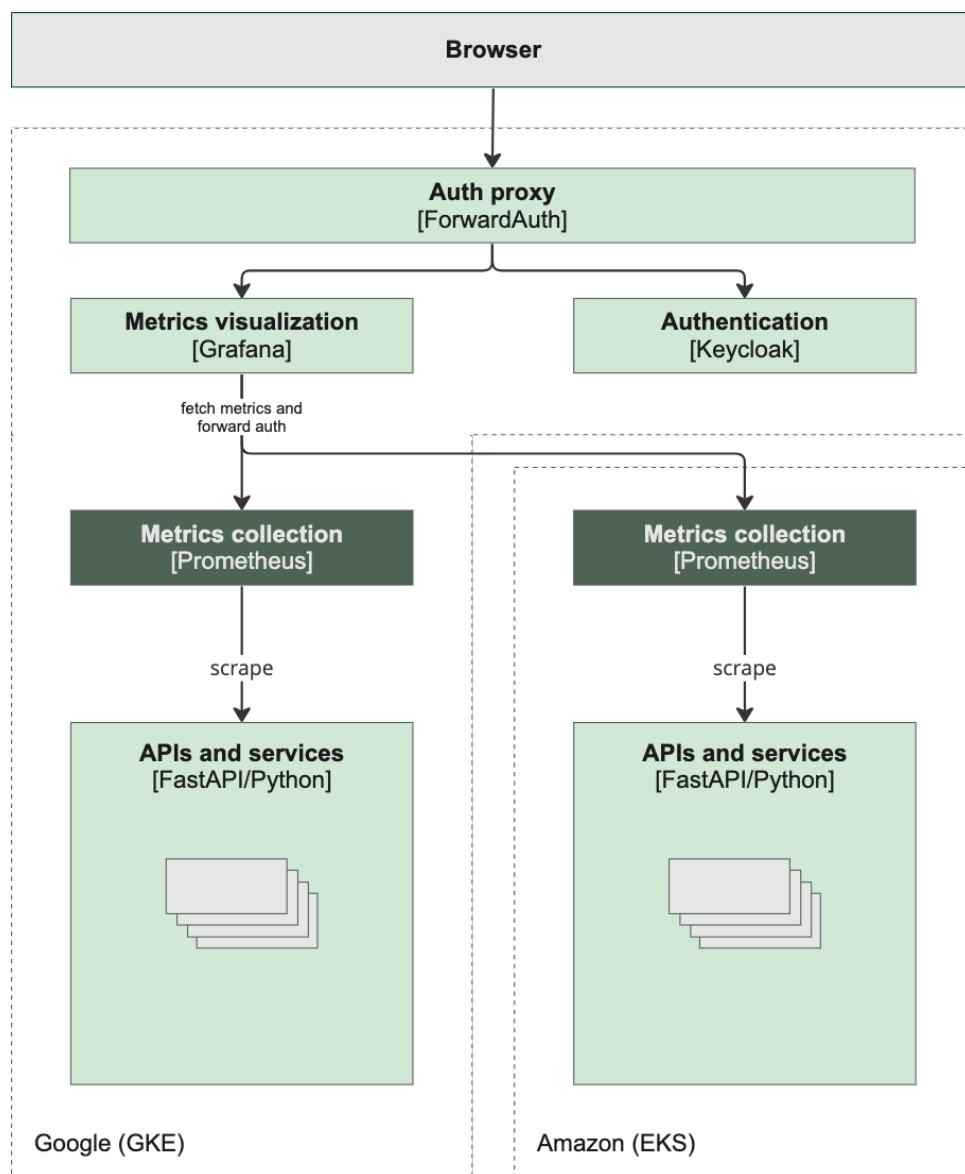 Browser
Auth proxy
[ForwardAuth]
Metrics visualization
[Grafana]
Authentication
[Keycloak]
fetch metrics and
forward auth
Metrics collection
[Prometheus]
Metrics collection
[Prometheus]
scrape
scrape
APIs and services
[FastAPI/Python]
APIs and services
[FastAPI/Python]
Google (GKE)
Amazon (EKS)